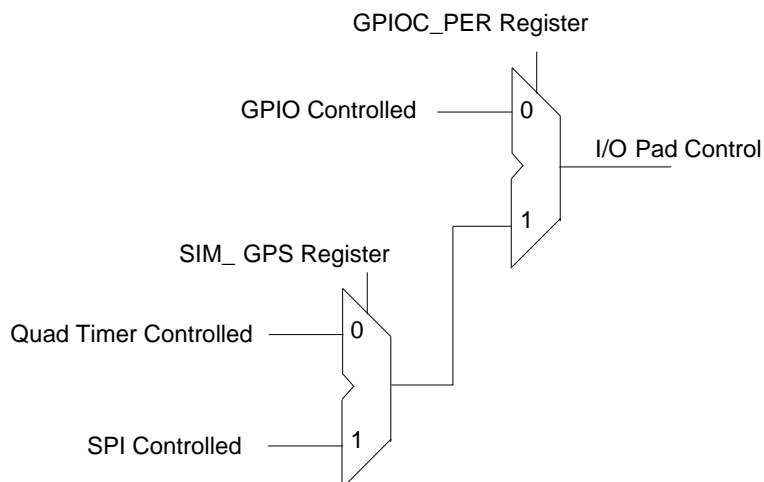 GPIOC_PER Register
GPIO Controlled
0
I/O Pad Control
1
SIM_ GPS Register
Quad Timer Controlled
0
SPI Controlled
1